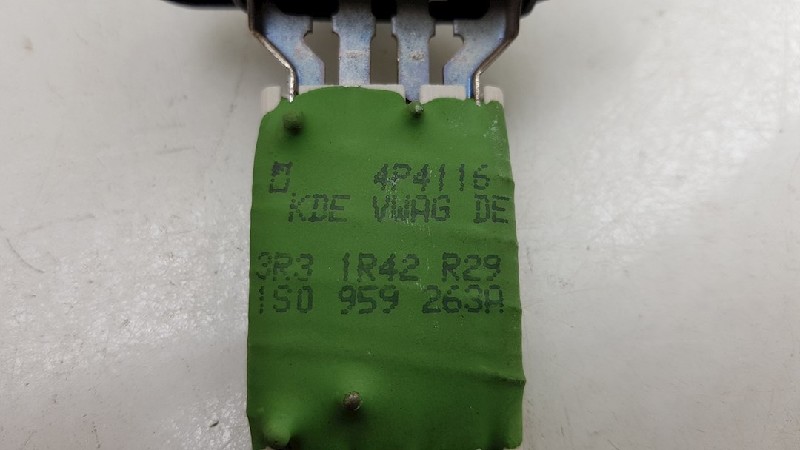 4P4116
KDE VWAG DE
3R3 1R42 R29
1S0 959 263A